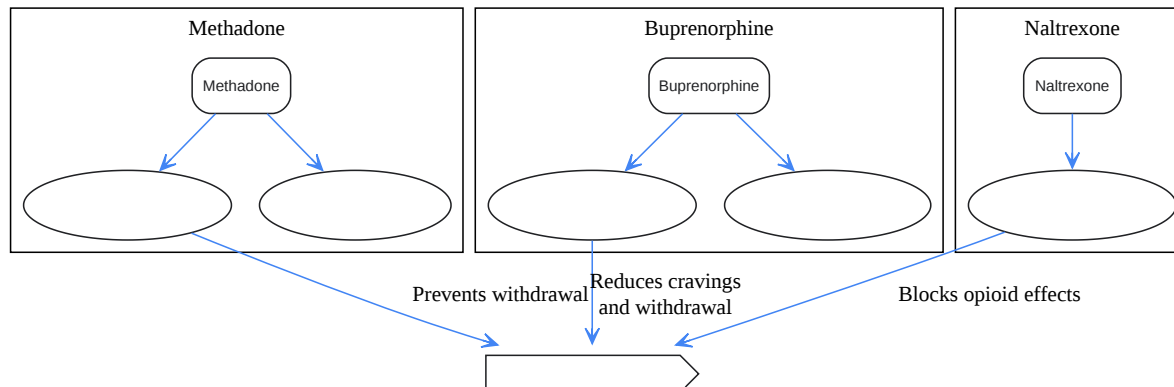 Methadone
Buprenorphine
Naltrexone
Methadone
Buprenorphine
Naltrexone
Prevents withdrawal
Reduces cravings
and withdrawal
Blocks opioid effects